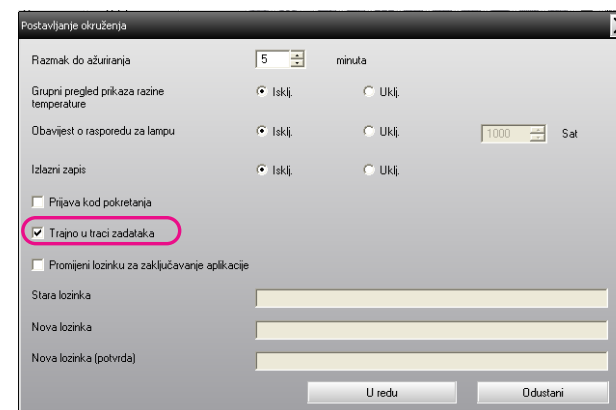 Postavljanje okruženja
Razmak do ažuriranja 5 minuta
Grupni pregled prikaza razine
temperature
Isklj. Uklj.
Obavijest o rasporedu za lampu Isklj. Uklj. 1000 Sat
Izlazni zapis Isklj. Uklj.
Prijava kod pokretanja
Trajno u traci zadataka
Promijeni lozinku za zaključavanje aplikacije
Stara lozinka
Nova lozinka
Nova lozinka (potvrda)
U redu Odustani